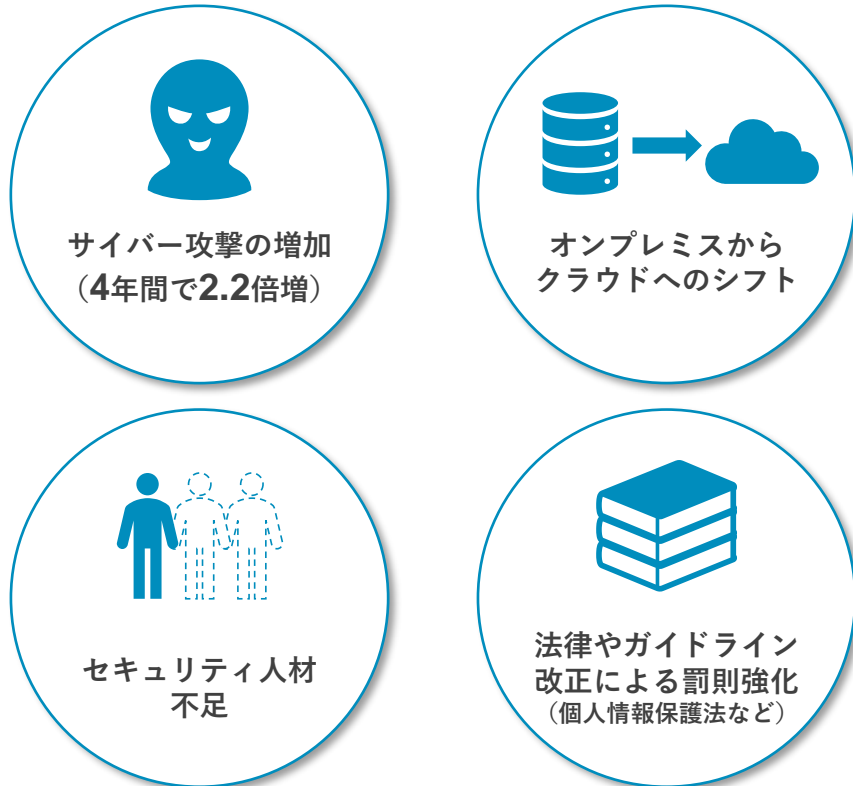 サイバー攻撃の増加
（4年間で2.2倍増）
オンプレミスから
クラウドへのシフト
セキュリティ人材
不足
法律やガイドライン
改正による罰則強化
（個人情報保護法など）